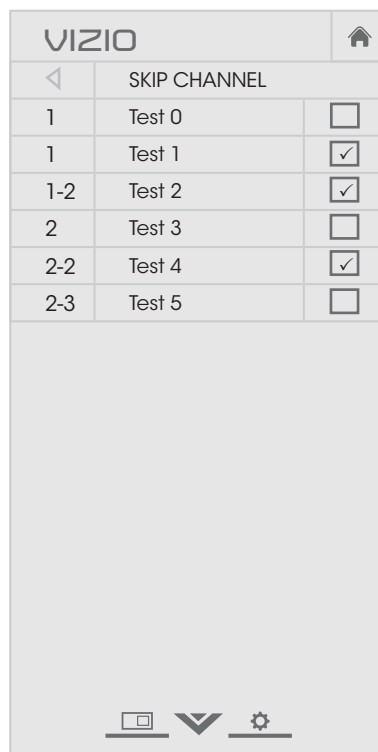 VIZIO
SKIP CHANNEL
1 Test 0
1 Test 1
1-2 Test 2
2 Test 3
2-2 Test 4
2-3 Test 5